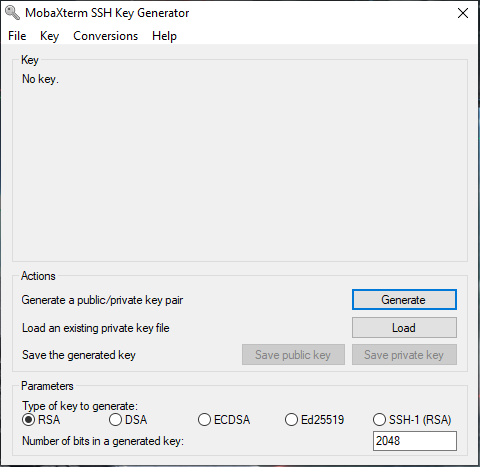 MobaXterm SSH Key Generator
File Key Conversions Help
Key
No key.
Actions
Generate a public/private key pair Generate
Load an existing private key file Load
Save the generated key Save public key Save private key
Parameters
Type of key to generate:
RSA DSA ECDSA Ed25519 SSH-1 (RSA)
Number of bits in a generated key: 2048